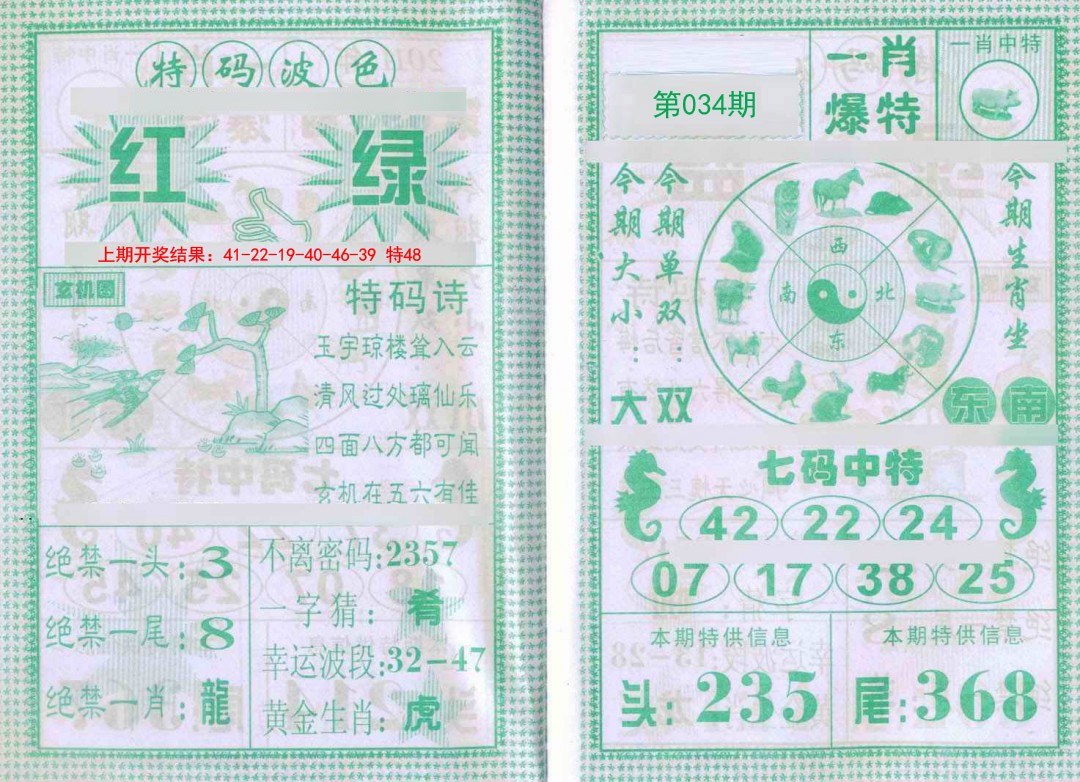 特码波色
红 绿
上期开奖结果：41-22-19-40-46-39 特48
玄机图
特码诗
玉宇琼楼耸入云
清风过处璃仙乐
四面八方都可闻
玄机在五六有佳
绝禁一头:3
绝禁一尾:8
绝禁一肖:龍
不离密码:2357
一字猜：肴
幸运波段:32-47
黄金生肖:虎
第034期
一肖
爆特
一肖中特
今期大小：大
今期单双：双
西
南
北
东
今期生肖坐
东南
七码中特
42 22 24
07 17 38 25
本期特供信息
头:235
本期特供信息
尾:368